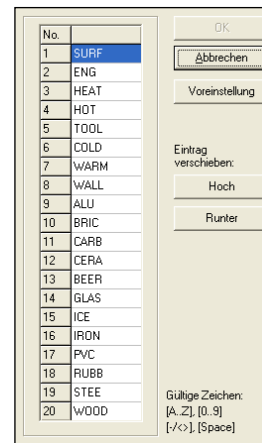 No.
1 SURF
2 ENG
3 HEAT
4 HOT
5 TOOL
6 COLD
7 WARM
8 WALL
9 ALU
10 BRIC
11 CARB
12 CERA
13 BEER
14 GLAS
15 ICE
16 IRON
17 PVC
18 RUBB
19 STEE
20 WOOD
OK
Abbrechen
Voreinstellung
Eintrag
verschieben:
Hoch
Runter
Gültige Zeichen:
[A..Z], [0..9]
[-/<>], [Space]